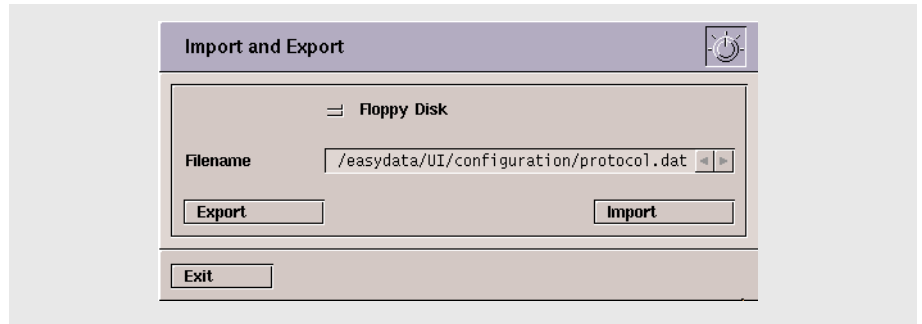 Import and Export
Floppy Disk
Filename /easydata/UI/configuration/protocol.dat
Export Import
Exit